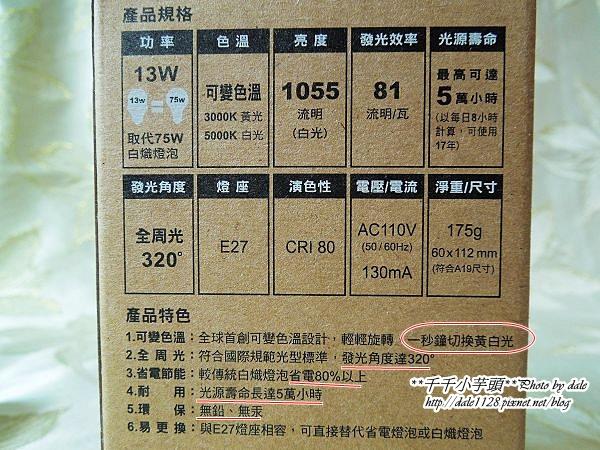 產品規格
功率 色溫 亮度 發光效率 光源壽命
13W
13w = 75w
取代75W
白熾燈泡
可變色溫
3000K 黃光
5000K 白光
1055
流明
(白光)
81
流明/瓦
最高可達
5萬小時
(以每日8小時
計算，可使用
17年)
發光角度 燈座 演色性 電壓/電流 淨重/尺寸
全周光
320°
E27
CRI 80
AC110V
(50/60Hz)
130mA
175g
60x112 mm
(符合A19尺寸)
產品特色
1.可變色溫：全球首創可變色溫設計，輕輕旋轉，一秒鐘切換黃白光
2.全周光：符合國際規範光型標準，發光角度達320°
3.省電節能：較傳統白熾燈泡省電80%以上
4.耐用：光源壽命長達5萬小時
5.環保：無鉛、無汞
6.易更換：與E27燈座相容，可直接替代省電燈泡或白熾燈泡
**千千小芋頭**Photo by dale
http://dale1128.pixnet.net/blog